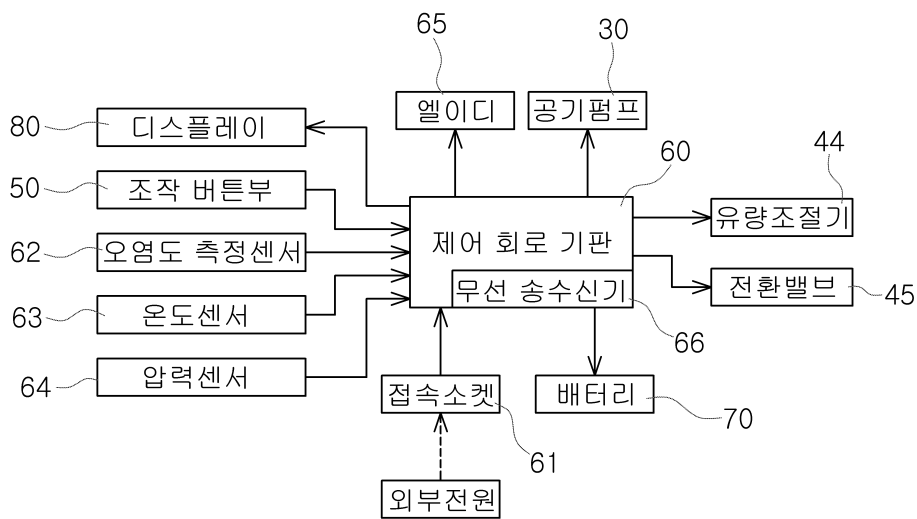 65
30
80
디스플레이
엘이디
공기펌프
44
60
50
조작 버튼부
유량조절기
제어 회로 기판
62
오염도 측정센서
무선 송수신기
전환밸브
45
63
온도센서
66
64
압력센서
접속소켓
배터리
70
61
외부전원